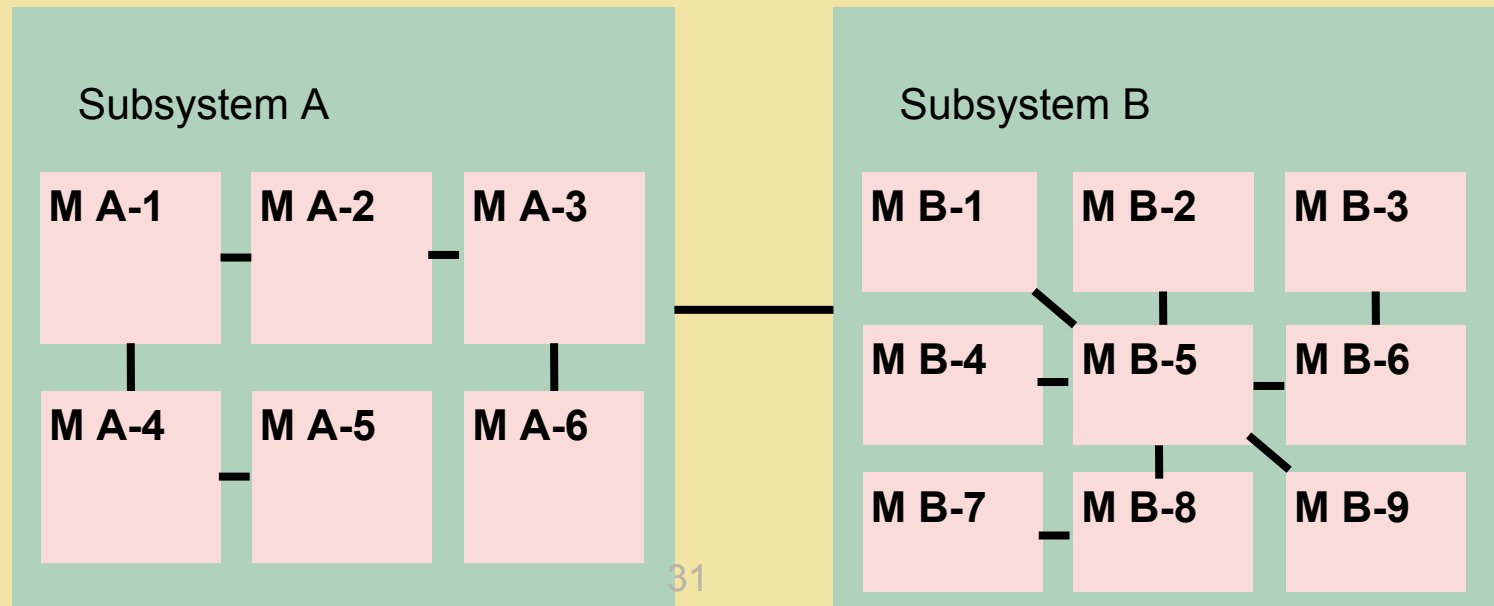 Subsystem A
Subsystem B
M A-1
M A-2
M A-3
M A-4
M A-5
M A-6
M B-1
M B-2
M B-3
M B-4
M B-5
M B-6
M B-7
M B-8
M B-9
31